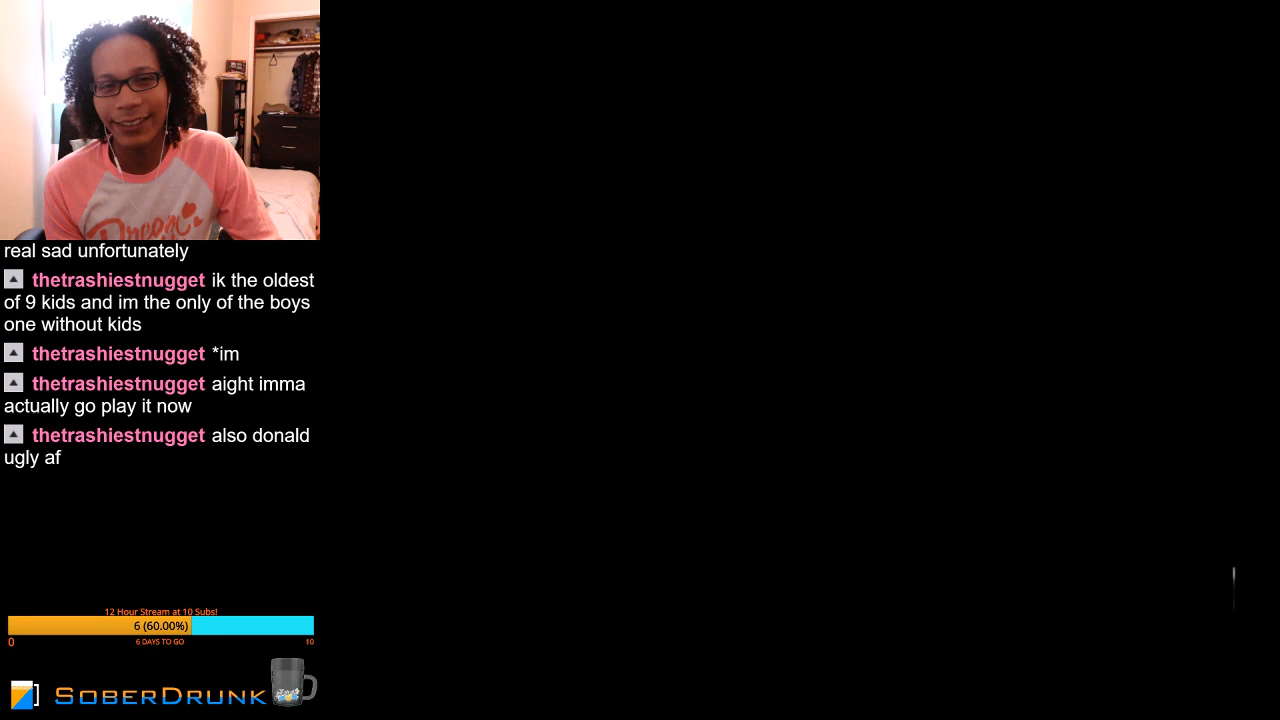 Dream
real sad unfortunately
thetrashiestnugget ik the oldest
of 9 kids and im the only of the boys
one without kids
thetrashiestnugget *im
thetrashiestnugget aight imma
actually go play it now
thetrashiestnugget also donald
ugly af
12 Hour Stream at 10 Subs!
6 (60.00%)
0 6 DAYS TO GO 10
SOBERDRUNK